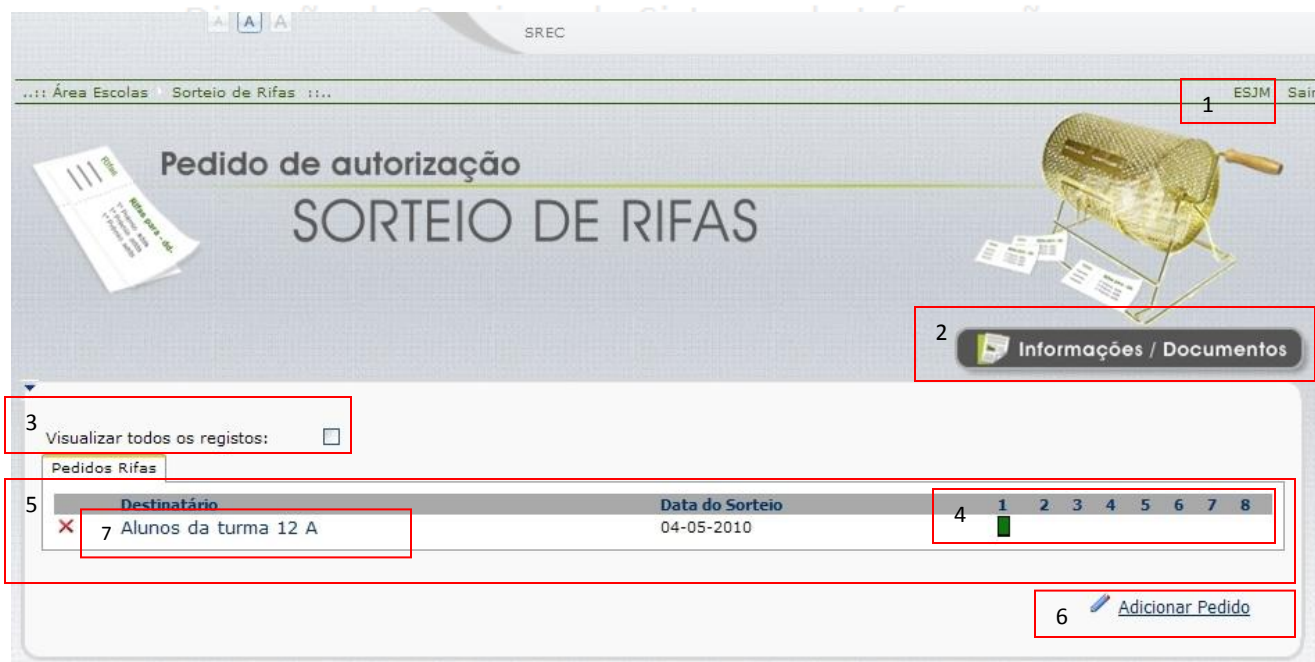 A A A
SREC
..:: Área Escolas Sorteio de Rifas ::..
1 ESJM Sair
Pedido de autorização
SORTEIO DE RIFAS
Rifas
2 Informações / Documentos
3
Visualizar todos os registos:
Pedidos Rifas
5 Destinatário Data do Sorteio 4 1 2 3 4 5 6 7 8
7 Alunos da turma 12 A 04-05-2010
6 Adicionar Pedido